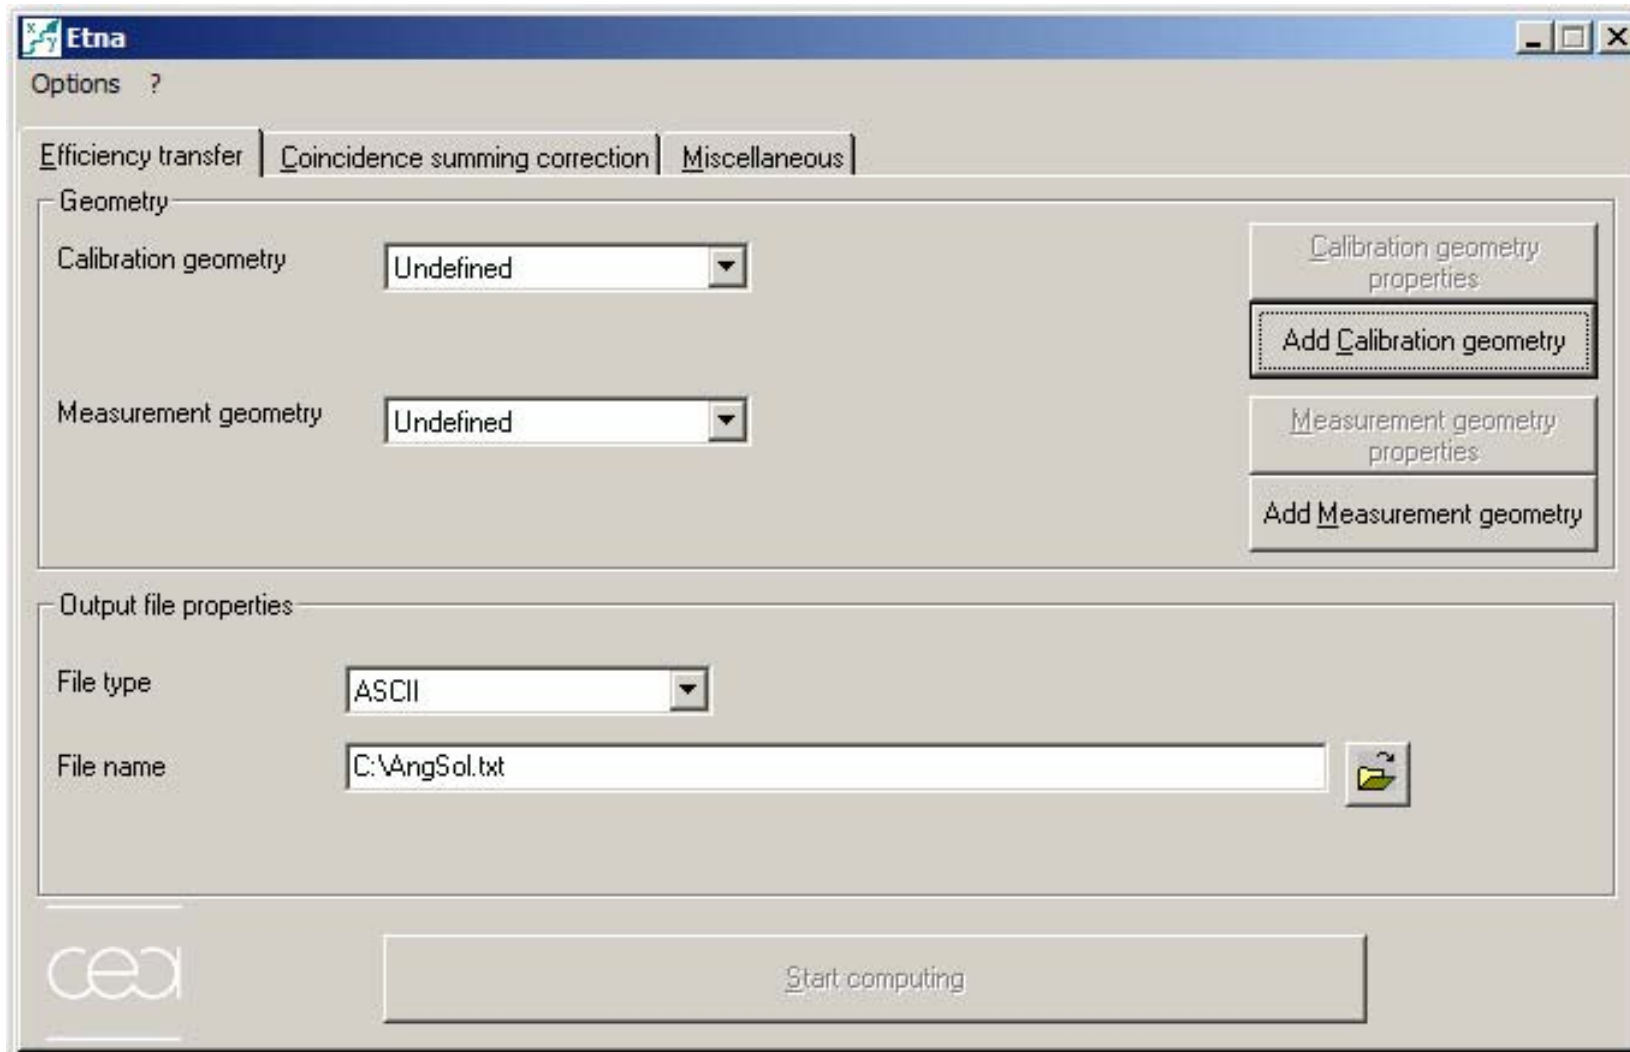 Etna
Options ?
Efficiency transfer Coincidence summing correction Miscellaneous
Geometry
Calibration geometry Undefined
Calibration geometry
properties
Add Calibration geometry
Measurement geometry Undefined
Measurement geometry
properties
Add Measurement geometry
Output file properties
File type ASCII
File name C:\AngSol.txt
cea
Start computing